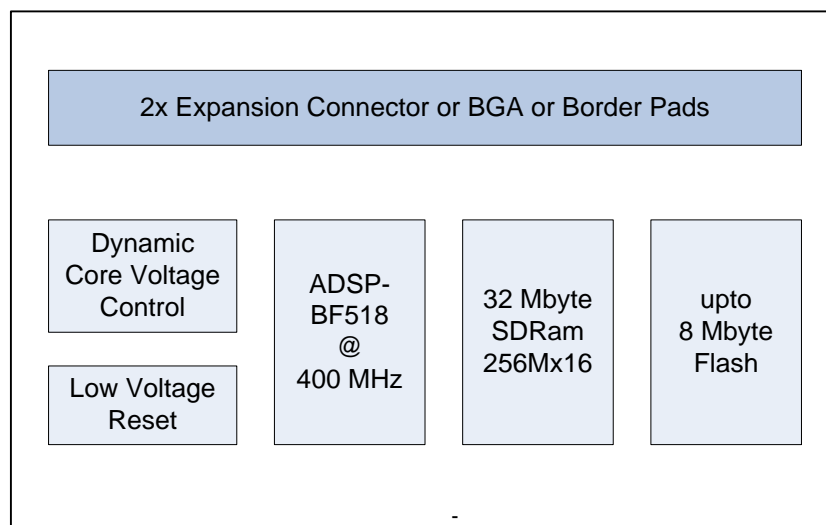 2x Expansion Connector or BGA or Border Pads
Dynamic
Core Voltage
Control
Low Voltage
Reset
ADSP-
BF518
@
400 MHz
32 Mbyte
SDRam
256Mx16
upto
8 Mbyte
Flash
-